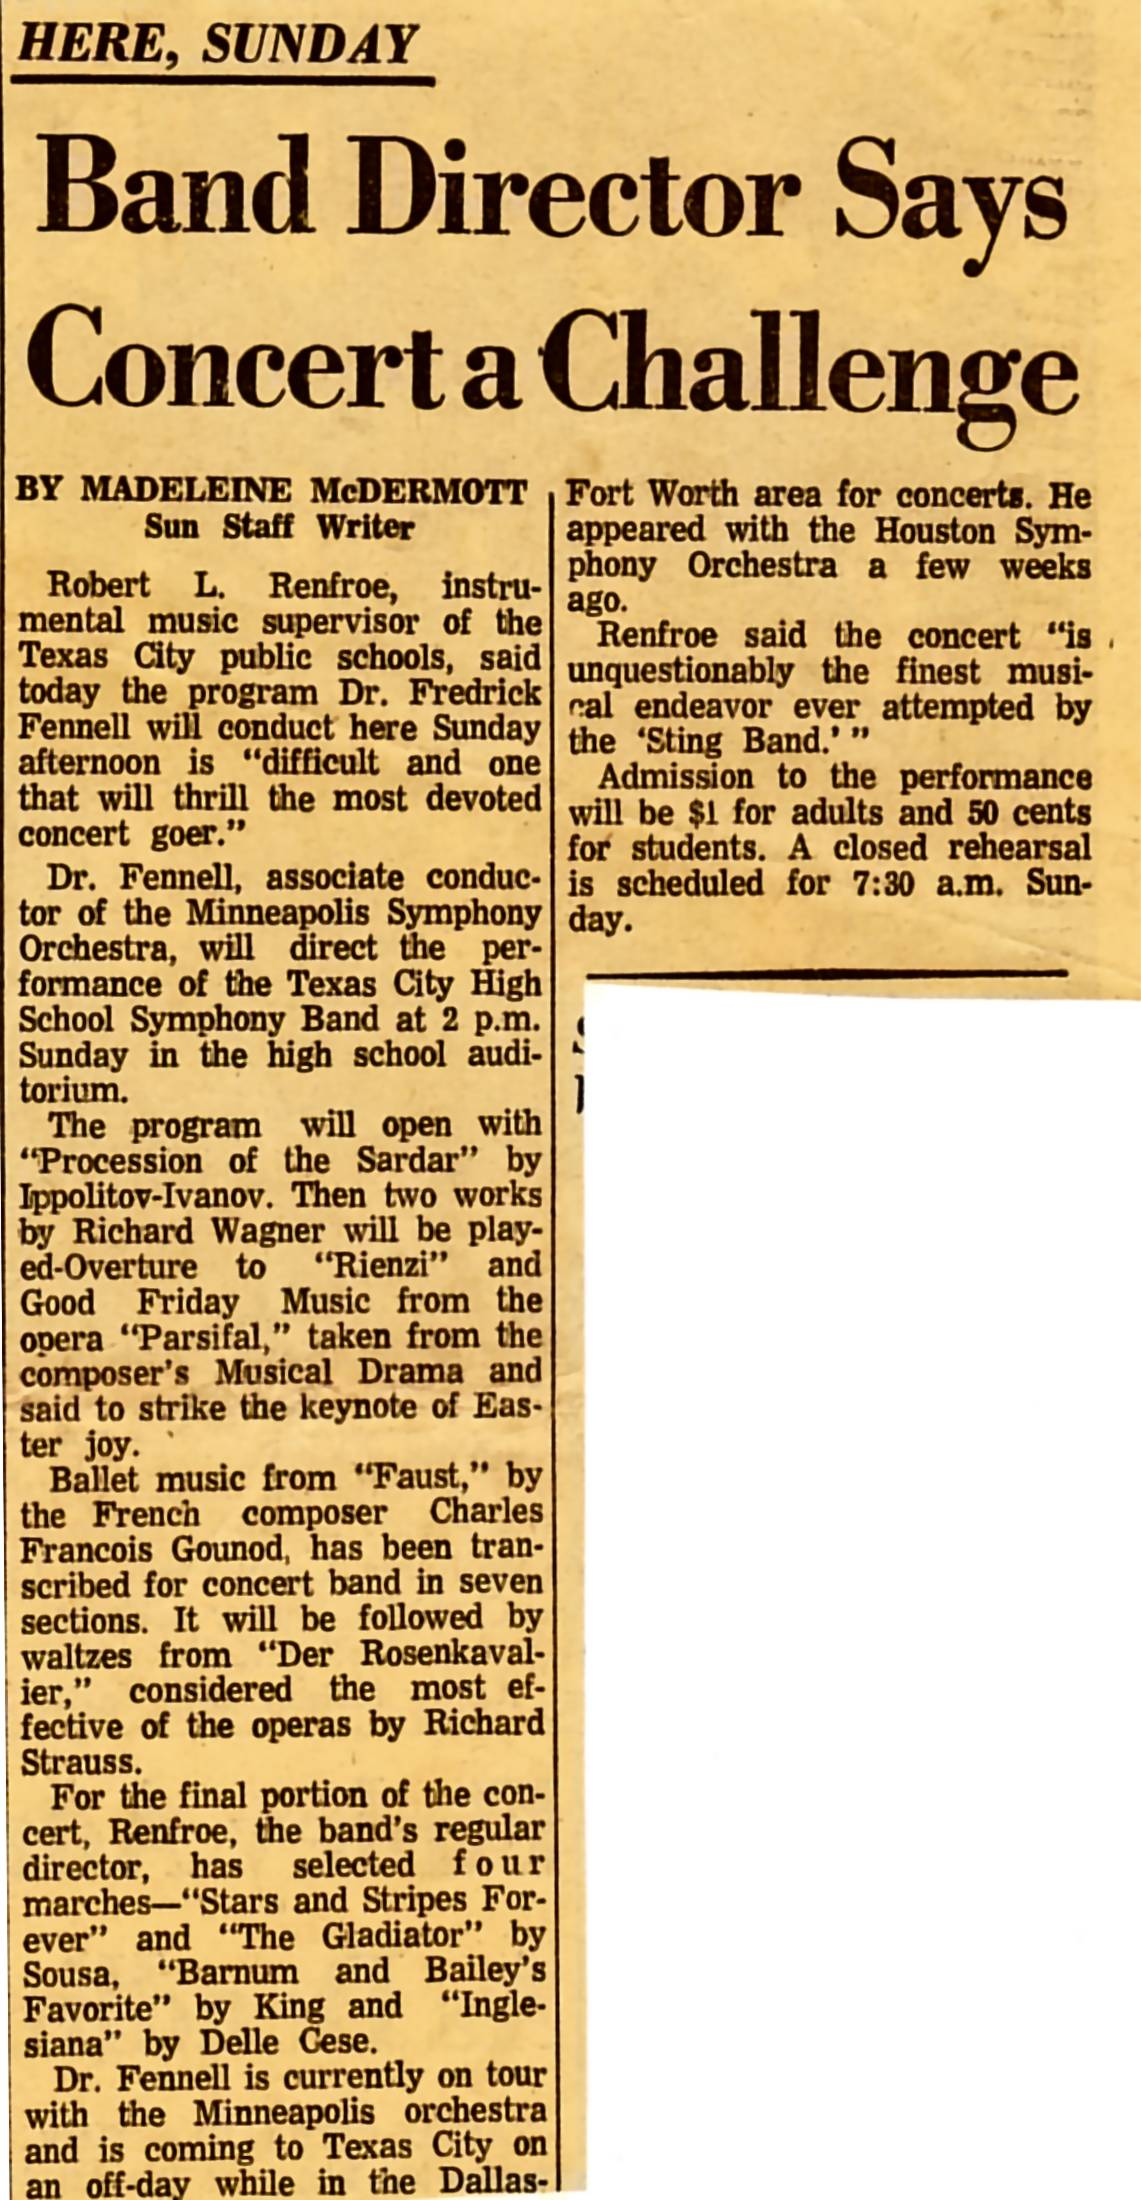 HERE, SUNDAY
Band Director Says
Concert a Challenge
BY MADELEINE McDERMOTT
Sun Staff Writer
Robert L. Renfroe, instru-
mental music supervisor of the
Texas City public schools, said
today the program Dr. Fredrick
Fennell will conduct here Sunday
afternoon is "difficult and one
that will thrill the most devoted
concert goer."
Dr. Fennell, associate conduc-
tor of the Minneapolis Symphony
Orchestra, will direct the per-
formance of the Texas City High
School Symphony Band at 2 p.m.
Sunday in the high school audi-
torium.
The program will open with
"Procession of the Sardar" by
Ippolitov-Ivanov. Then two works
by Richard Wagner will be play-
ed-Overture to "Rienzi" and
Good Friday Music from the
opera "Parsifal," taken from the
composer's Musical Drama and
said to strike the keynote of Eas-
ter joy.
Ballet music from "Faust," by
the French composer Charles
Francois Gounod, has been tran-
scribed for concert band in seven
sections. It will be followed by
waltzes from "Der Rosenkaval-
ier," considered the most ef-
fective of the operas by Richard
Strauss.
For the final portion of the con-
cert, Renfroe, the band's regular
director, has selected four
marches—"Stars and Stripes For-
ever" and "The Gladiator" by
Sousa, "Barnum and Bailey's
Favorite" by King and "Ingle-
siana" by Delle Cese.
Dr. Fennell is currently on tour
with the Minneapolis orchestra
and is coming to Texas City on
an off-day while in the Dallas-
Fort Worth area for concerts. He
appeared with the Houston Sym-
phony Orchestra a few weeks
ago.
Renfroe said the concert "is
unquestionably the finest musi-
cal endeavor ever attempted by
the 'Sting Band.'"
Admission to the performance
will be $1 for adults and 50 cents
for students. A closed rehearsal
is scheduled for 7:30 a.m. Sun-
day.